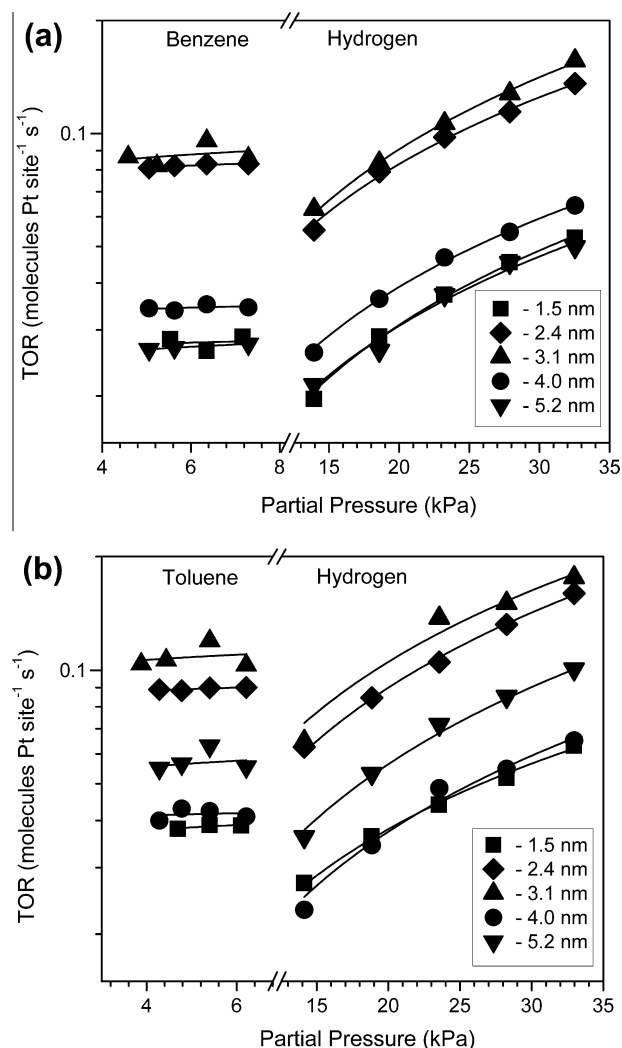 (a)
Benzene Hydrogen
0.1
TOR (molecules Pt site-1 s-1)
- 1.5 nm
- 2.4 nm
- 3.1 nm
- 4.0 nm
- 5.2 nm
4 6 8 15 20 25 30 35
Partial Pressure (kPa)
(b)
Toluene Hydrogen
0.1
TOR (molecules Pt site-1 s-1)
- 1.5 nm
- 2.4 nm
- 3.1 nm
- 4.0 nm
- 5.2 nm
4 6 15 20 25 30 35
Partial Pressure (kPa)